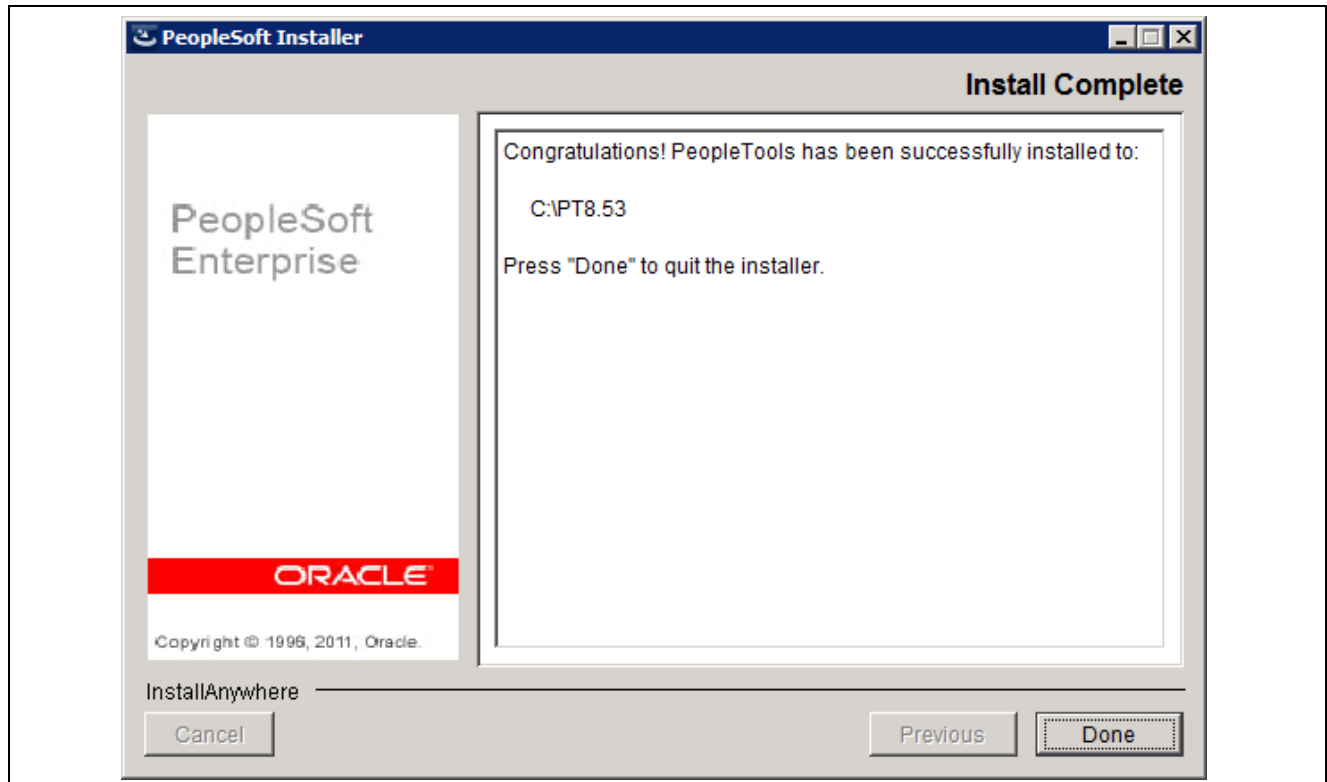 PeopleSoft Installer
Install Complete
PeopleSoft
Enterprise
ORACLE
Copyright © 1996, 2011, Oracle.
Congratulations! PeopleTools has been successfully installed to:
C:\PT8.53
Press "Done" to quit the installer.
InstallAnywhere
Cancel
Previous
Done